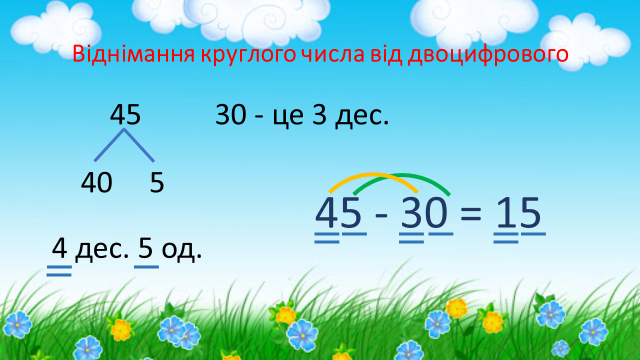 Віднімання круглого числа від двоцифрового
45
30 - це 3 дес.
40 5
45 - 30 = 15
4 дес. 5 од.